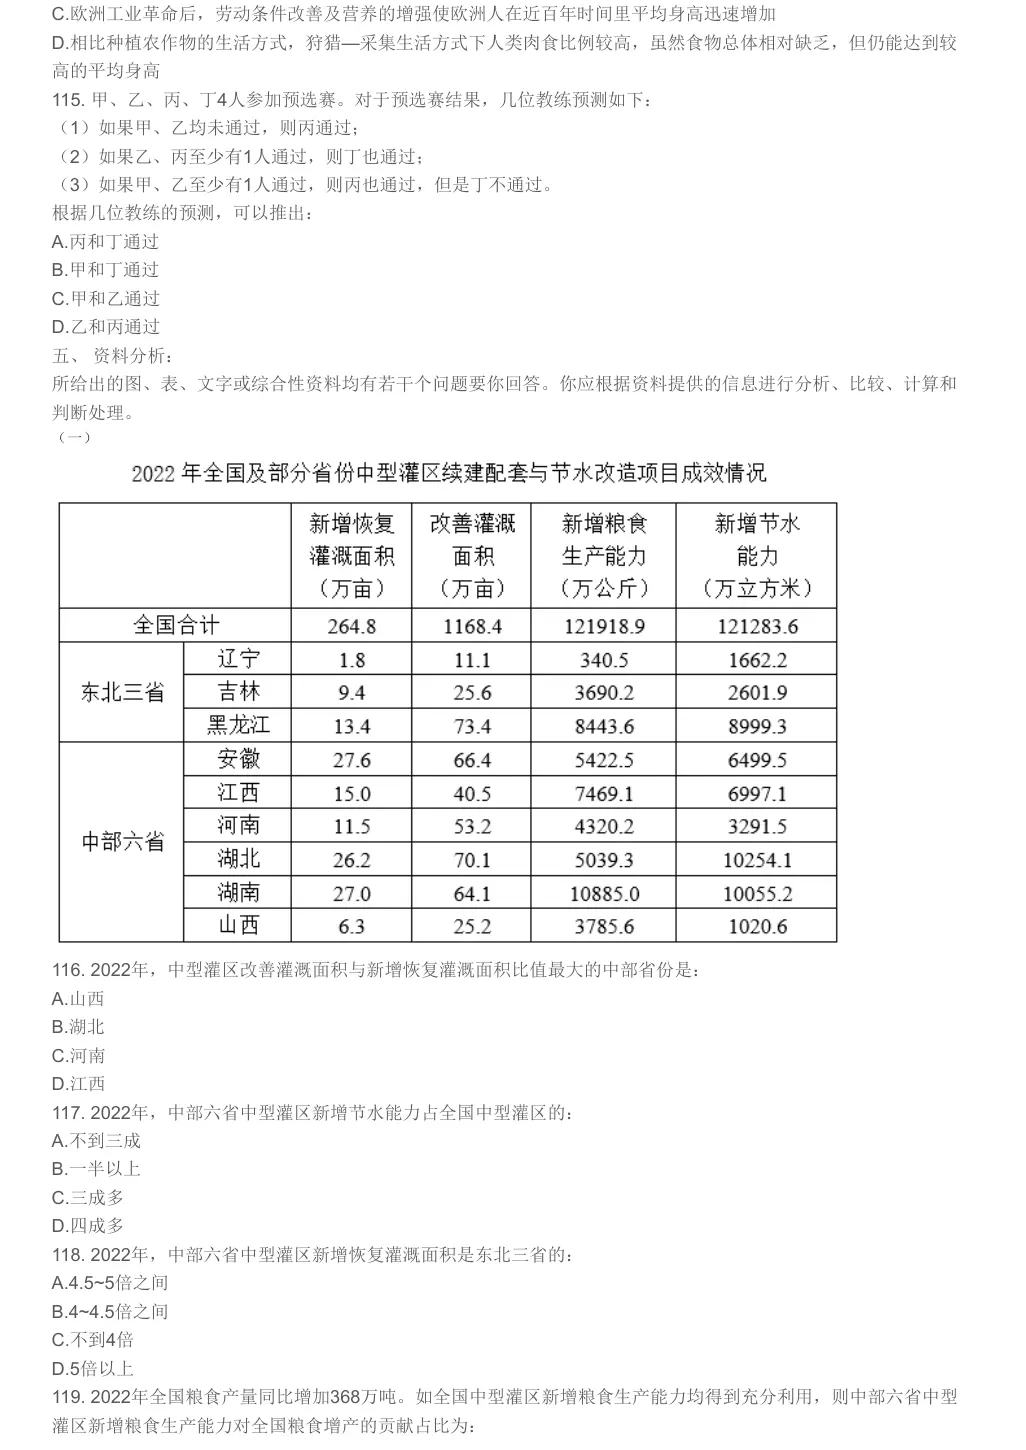 C.欧洲工业革命后，劳动条件改善及营养的增强使欧洲人在近百年时间里平均身高迅速增加
D.相比种植农作物的生活方式，狩猎—采集生活方式下人类肉食比例较高，虽然食物总体相对缺乏，但仍能达到较
高的平均身高
115. 甲、乙、丙、丁4人参加预选赛。对于预选赛结果，几位教练预测如下：
（1）如果甲、乙均未通过，则丙通过；
（2）如果乙、丙至少有1人通过，则丁也通过；
（3）如果甲、乙至少有1人通过，则丙也通过，但是丁不通过。
根据几位教练的预测，可以推出：
A.丙和丁通过
B.甲和丁通过
C.甲和乙通过
D.乙和丙通过
五、 资料分析：
所给出的图、表、文字或综合性资料均有若干个问题要你回答。你应根据资料提供的信息进行分析、比较、计算和
判断处理。
（一）
2022 年全国及部分省份中型灌区续建配套与节水改造项目成效情况
新增恢复 改善灌溉 新增粮食 新增节水
灌溉面积 面积 生产能力 能力
（万亩） （万亩） （万公斤） （万立方米）
全国合计 264.8 1168.4 121918.9 121283.6
辽宁 1.8 11.1 340.5 1662.2
东北三省 吉林 9.4 25.6 3690.2 2601.9
黑龙江 13.4 73.4 8443.6 8999.3
安徽 27.6 66.4 5422.5 6499.5
江西 15.0 40.5 7469.1 6997.1
中部六省 河南 11.5 53.2 4320.2 3291.5
湖北 26.2 70.1 5039.3 10254.1
湖南 27.0 64.1 10885.0 10055.2
山西 6.3 25.2 3785.6 1020.6
116. 2022年，中型灌区改善灌溉面积与新增恢复灌溉面积比值最大的中部省份是：
A.山西
B.湖北
C.河南
D.江西
117. 2022年，中部六省中型灌区新增节水能力占全国中型灌区的：
A.不到三成
B.一半以上
C.三成多
D.四成多
118. 2022年，中部六省中型灌区新增恢复灌溉面积是东北三省的：
A.4.5~5倍之间
B.4~4.5倍之间
C.不到4倍
D.5倍以上
119. 2022年全国粮食产量同比增加368万吨。如全国中型灌区新增粮食生产能力均得到充分利用，则中部六省中型
灌区新增粮食生产能力对全国粮食增产的贡献占比为：